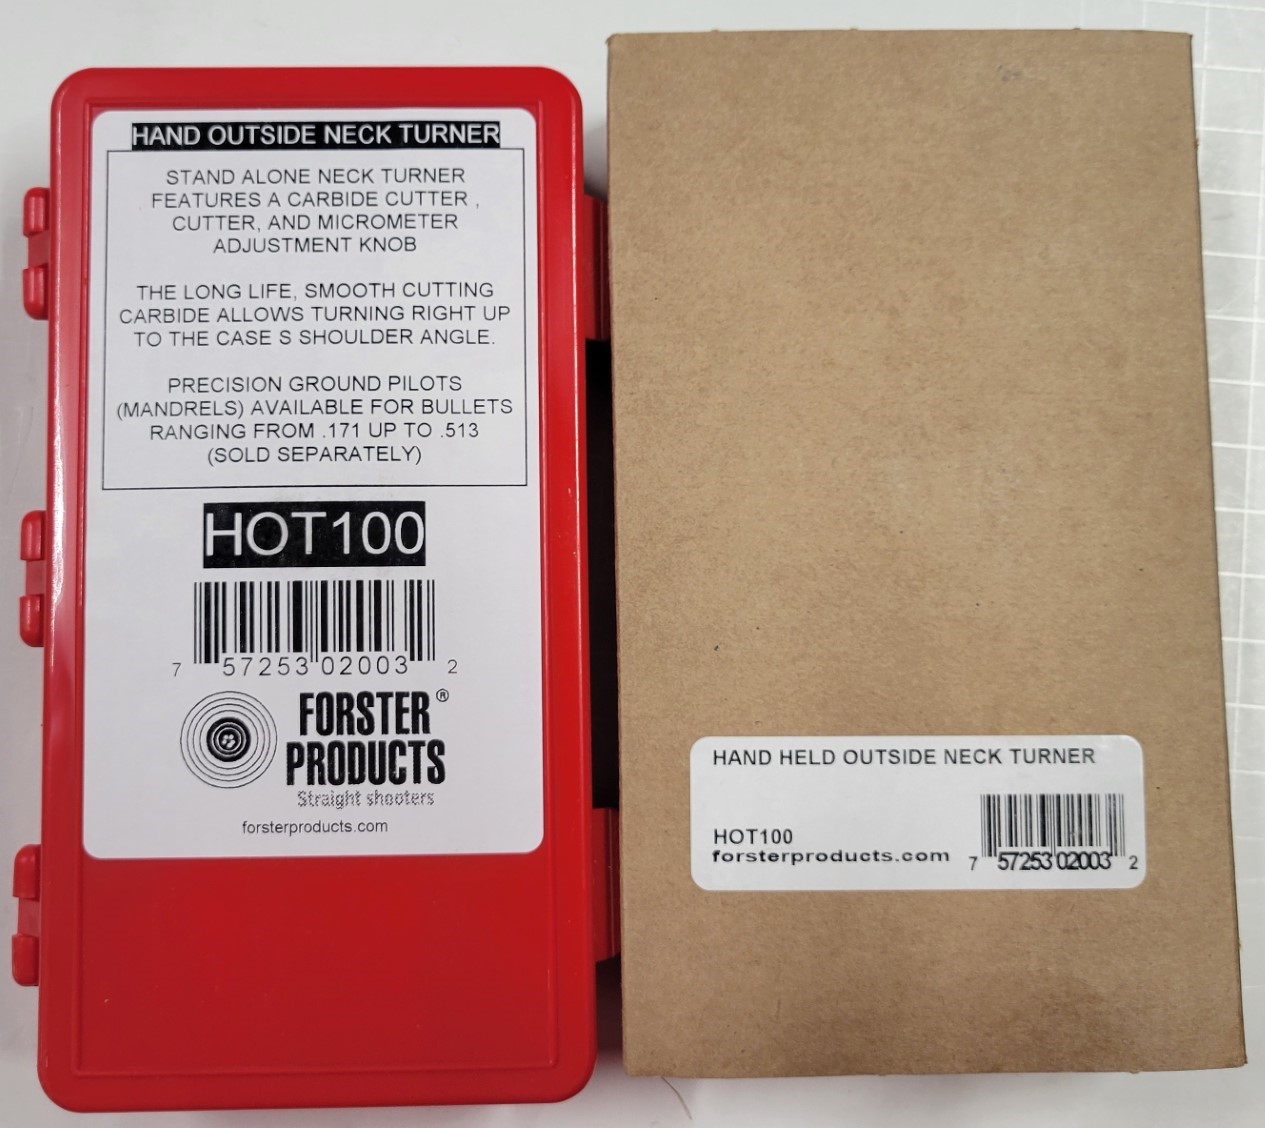 HAND OUTSIDE NECK TURNER
STAND ALONE NECK TURNER
FEATURES A CARBIDE CUTTER ,
CUTTER, AND MICROMETER
ADJUSTMENT KNOB
THE LONG LIFE, SMOOTH CUTTING
CARBIDE ALLOWS TURNING RIGHT UP
TO THE CASE S SHOULDER ANGLE.
PRECISION GROUND PILOTS
(MANDRELS) AVAILABLE FOR BULLETS
RANGING FROM .171 UP TO .513
(SOLD SEPARATELY)
HOT100
7 57253 02003 2
FORSTER ®
PRODUCTS
Straight shooters
forsterproducts.com
HAND HELD OUTSIDE NECK TURNER
HOT100
forsterproducts.com
7 57253 02003 2